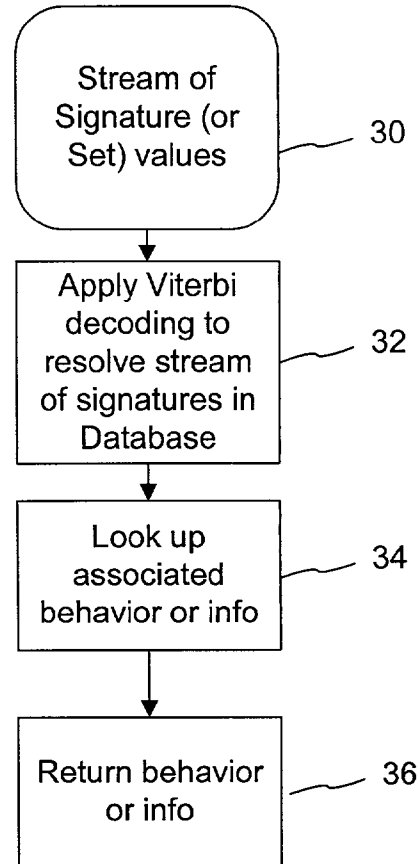 Stream of
Signature (or
Set) values
30
Apply Viterbi
decoding to
resolve stream
of signatures in
Database
32
Look up
associated
behavior or info
34
Return behavior
or info
36